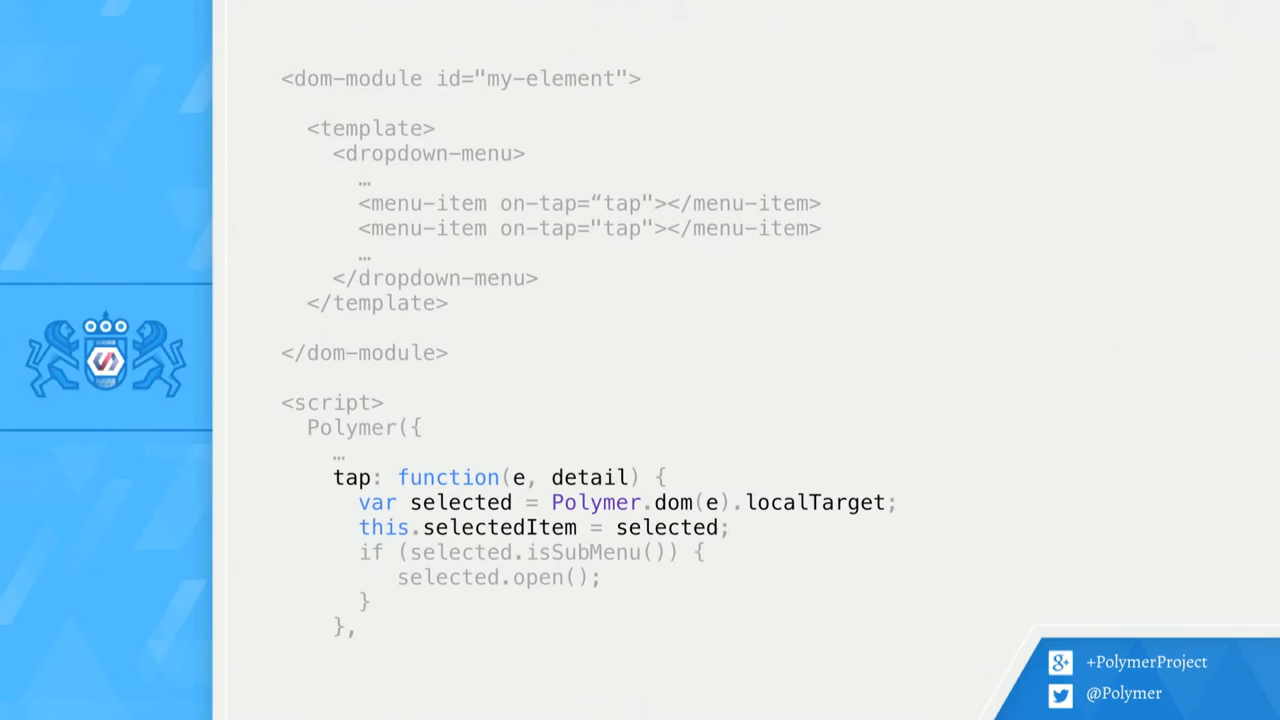 <dom-module id="my-element">
<template>
<dropdown-menu>
…
<menu-item on-tap=“tap"></menu-item>
<menu-item on-tap="tap"></menu-item>
…
</dropdown-menu>
</template>
</dom-module>
<script>
Polymer({
…
tap: function(e, detail) {
var selected = Polymer.dom(e).localTarget;
this.selectedItem = selected;
if (selected.isSubMenu()) {
selected.open();
}
},
+PolymerProject
@Polymer